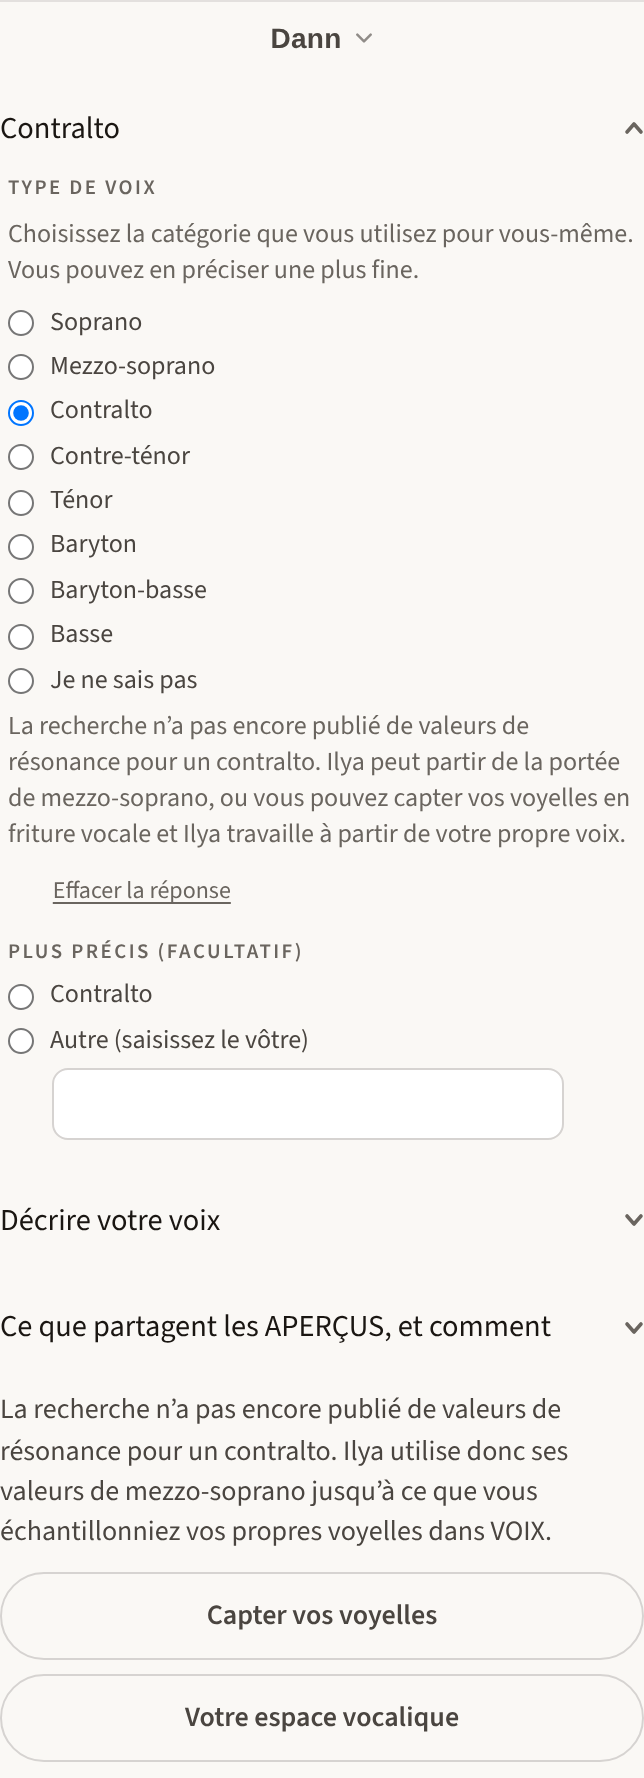 Dann
Contralto
TYPE DE VOIX
Choisissez la catégorie que vous utilisez pour vous-même.
Vous pouvez en préciser une plus fine.
Soprano
Mezzo-soprano
Contralto
Contre-ténor
Ténor
Baryton
Baryton-basse
Basse
Je ne sais pas
La recherche n’a pas encore publié de valeurs de
résonance pour un contralto. Ilya peut partir de la portée
de mezzo-soprano, ou vous pouvez capter vos voyelles en
friture vocale et Ilya travaille à partir de votre propre voix.
Effacer la réponse
PLUS PRÉCIS (FACULTATIF)
Contralto
Autre (saisissez le vôtre)
Décrire votre voix
Ce que partagent les APERÇUS, et comment
La recherche n’a pas encore publié de valeurs de
résonance pour un contralto. Ilya utilise donc ses
valeurs de mezzo-soprano jusqu’à ce que vous
échantillonniez vos propres voyelles dans VOIX.
Capter vos voyelles
Votre espace vocalique